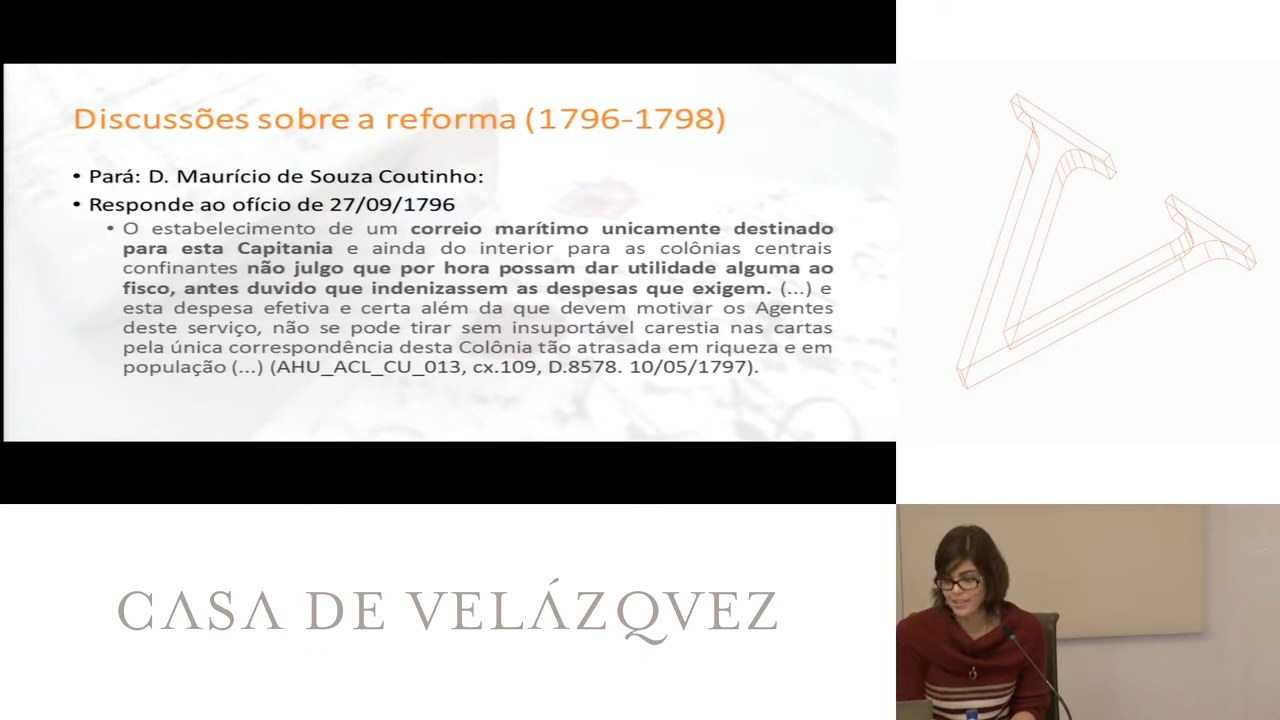 Discussões sobre a reforma (1796-1798)
• Pará: D. Maurício de Souza Coutinho:
• Responde ao ofício de 27/09/1796
• O estabelecimento de um correio marítimo unicamente destinado
para esta Capitania e ainda do interior para as colônias centrais
confinantes não julgo que por hora possam dar utilidade alguma ao
fisco, antes duvido que indenizassem as despesas que exigem. (...) e
esta despesa efetiva e certa além da que devem motivar os Agentes
deste serviço, não se pode tirar sem insuportável carestia nas cartas
pela única correspondência desta Colônia tão atrasada em riqueza e em
população (...) (AHU_ACL_CU_013, cx.109, D.8578. 10/05/1797).
CASA DE VELÁZQVEZ